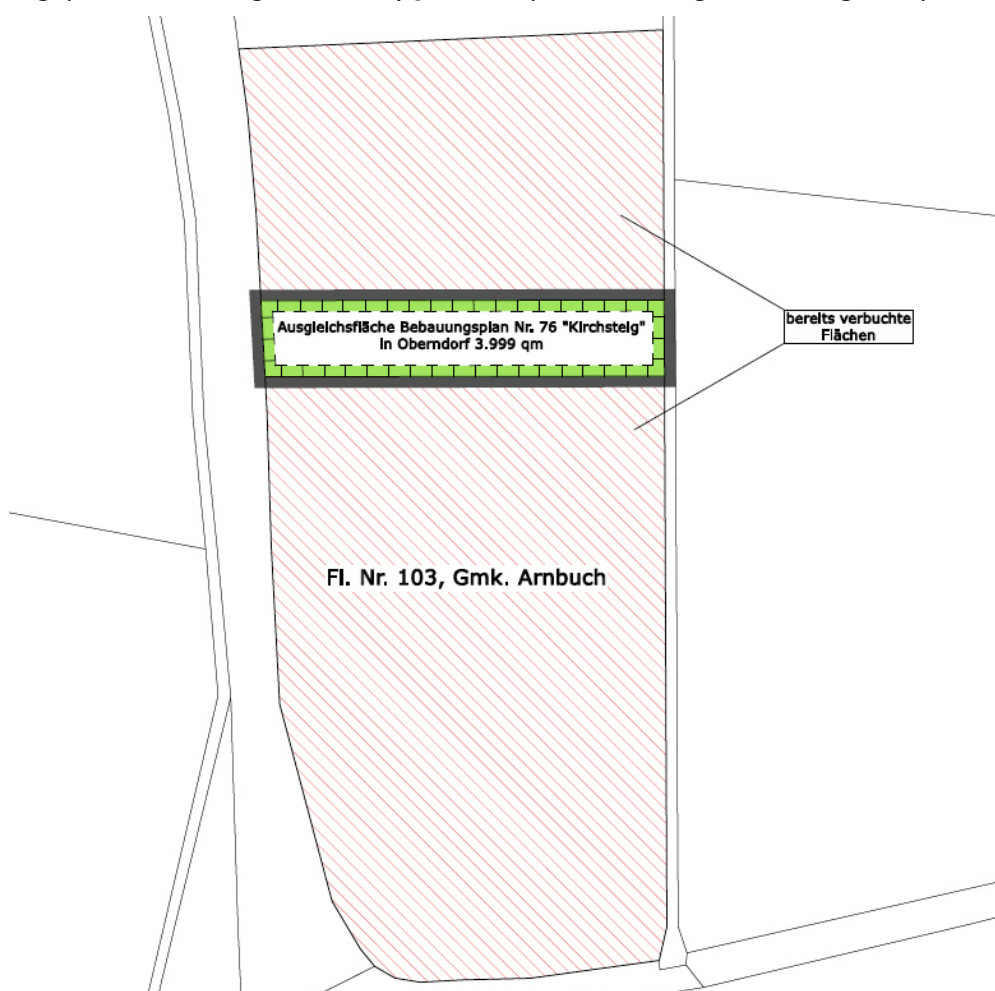 Ausgleichsfläche Bebauungsplan Nr. 76 "Kirchsteig"
in Oberndorf 3.999 qm
bereits verbuchte
Flächen
Fl. Nr. 103, Gmk. Arnbuch